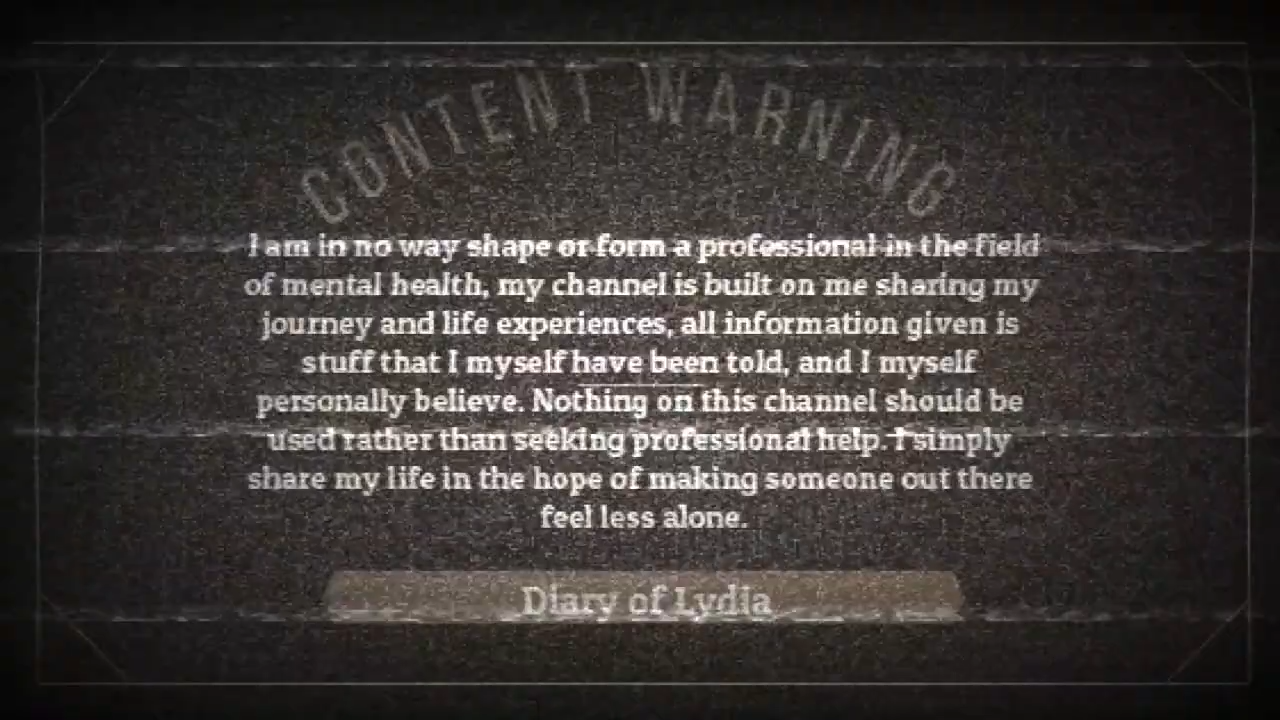 CONTENT WARNING
I am in no way shape or form a professional in the field
of mental health, my channel is built on me sharing my
journey and life experiences, all information given is
stuff that I myself have been told, and I myself
personally believe. Nothing on this channel should be
used rather than seeking professional help. I simply
share my life in the hope of making someone out there
feel less alone.
Diary of Lydia